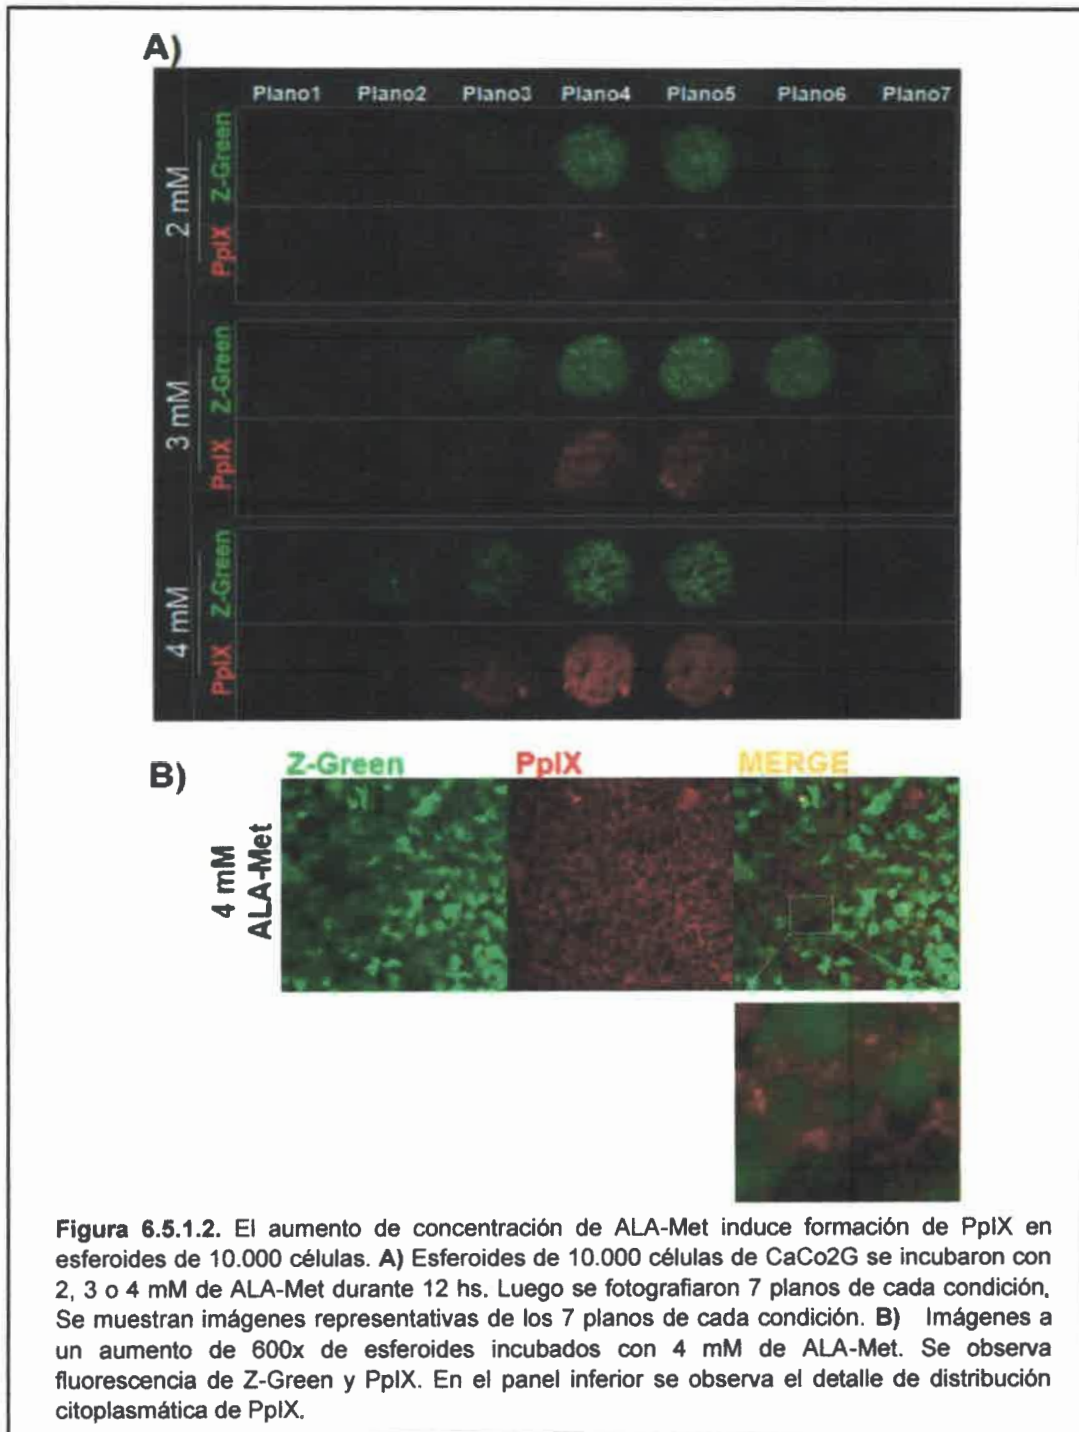 A)
Plano1 Plano2 Plano3 Plano4 Plano5 Plano6 Plano7
2 mM
Z-Green
PpIX
3 mM
Z-Green
PpIX
4 mM
Z-Green
PpIX
B)
Z-Green PpIX MERGE
4 mM
ALA-Met
Figura 6.5.1.2. El aumento de concentración de ALA-Met induce formación de PpIX en
esferoides de 10.000 células. A) Esferoides de 10.000 células de CaCo2G se incubaron con
2, 3 o 4 mM de ALA-Met durante 12 hs. Luego se fotografiaron 7 planos de cada condición.
Se muestran imágenes representativas de los 7 planos de cada condición. B) Imágenes a
un aumento de 600x de esferoides incubados con 4 mM de ALA-Met. Se observa
fluorescencia de Z-Green y PpIX. En el panel inferior se observa el detalle de distribución
citoplasmática de PpIX.